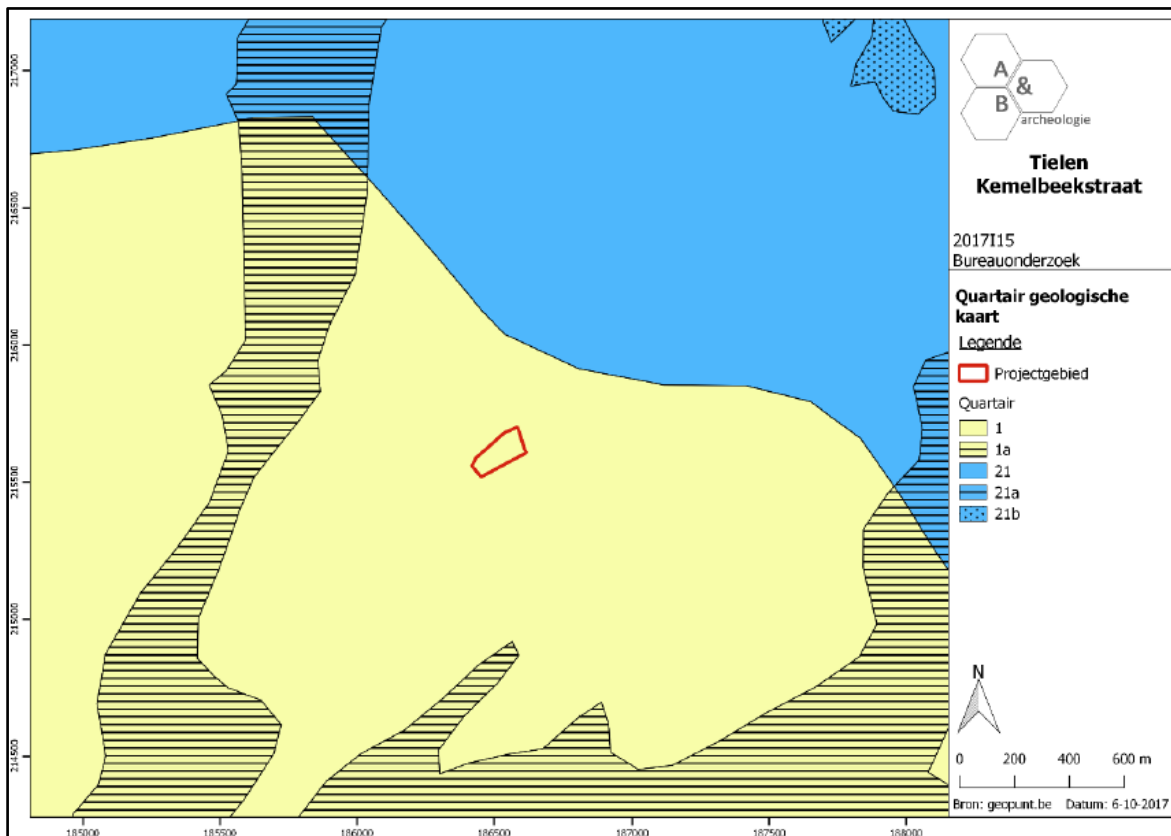 A
&
B
archeologie
Tielen
Kemelbeekstraat
2017I15
Bureauonderzoek
Quartair geologische
kaart
Legende
Projectgebied
Quartair
1
1a
21
21a
21b
N
0 200 400 600 m
Bron: geopunt.be Datum: 6-10-2017
217000
216500
216000
215500
215000
214500
185000 185500 186000 186500 187000 187500 188000